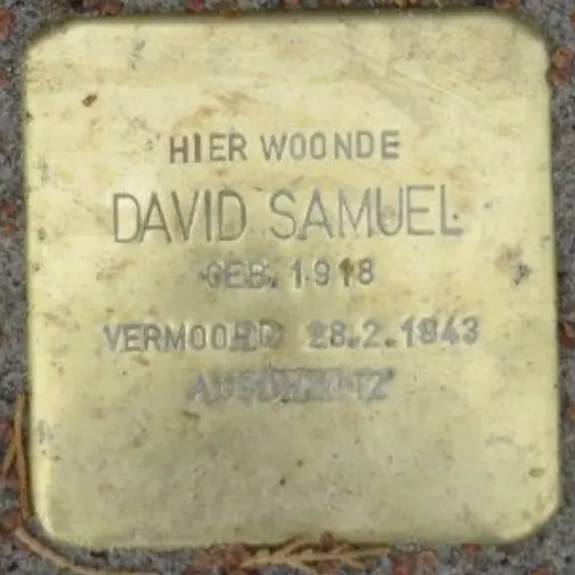 HIER WOONDE
DAVID SAMUEL
GEB. 1918
VERMOORD 28.2.1943
AUSCHWITZ